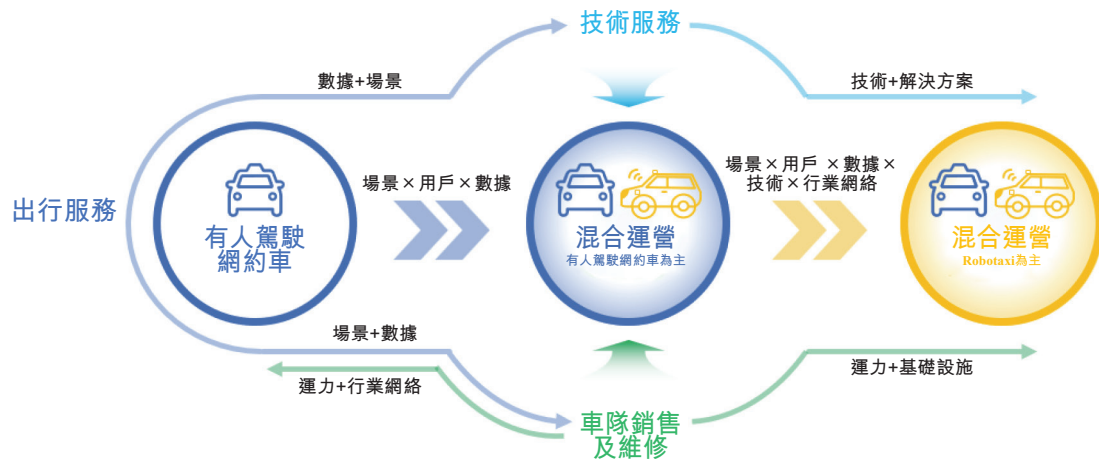 技術服務
數據+場景
技術+解決方案
出行服務
有人駕駛
網約車
場景×用戶×數據
混合運營
有人駕駛網約車為主
場景×用戶 ×數據×
技術×行業網絡
混合運營
Robotaxi為主
場景+數據
運力+行業網絡
運力+基礎設施
車隊銷售
及維修